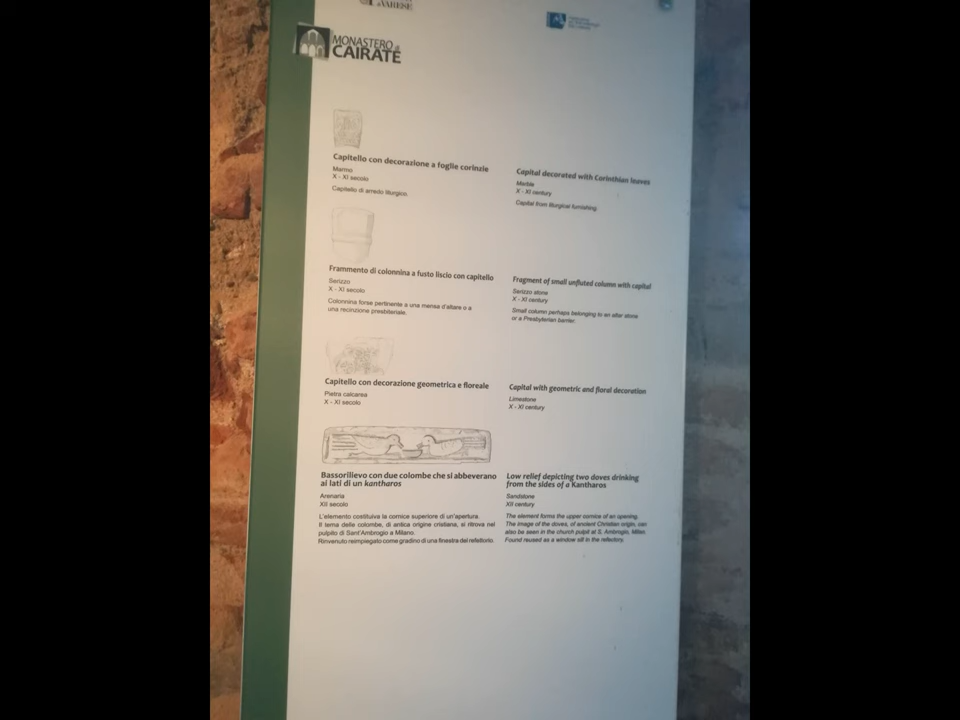 VARESE
MONASTERO di
CAIRATE
Capitello con decorazione a foglie corinzie
Marmo
X - XI secolo
Capitello di arredo liturgico.
Capital decorated with Corinthian leaves
Marble
X - XI century
Capital from liturgical furnishing.
Frammento di colonnina a fusto liscio con capitello
Serizzo
X - XI secolo
Colonnina forse pertinente a una mensa d'altare o a
una recinzione presbiteriale.
Fragment of small unfluted column with capital
Serizzo stone
X - XI century
Small column perhaps belonging to an altar stone
or a Presbyterian barrier.
Capitello con decorazione geometrica e floreale
Pietra calcarea
X - XI secolo
Capital with geometric and floral decoration
Limestone
X - XI century
Bassorilievo con due colombe che si abbeverano
ai lati di un kantharos
Arenaria
XII secolo
L'elemento costituiva la cornice superiore di un'apertura.
Il tema delle colombe, di antica origine cristiana, si ritrova nel
pulpito di Sant'Ambrogio a Milano.
Rinvenuto reimpiegato come gradino di una finestra del refettorio.
Low relief depicting two doves drinking
from the sides of a Kantharos
Sandstone
XII century
The element forms the upper cornice of an opening.
The image of the doves, of ancient Christian origin, can
also be seen in the church pulpit at S. Ambrogio, Milan.
Found reused as a window sill in the refectory.